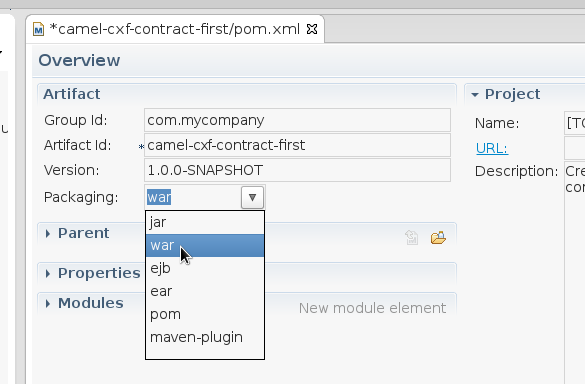 *camel-cxf-contract-first/pom.xml
Overview
Artifact
Group Id: com.mycompany
Artifact Id: *camel-cxf-contract-first
Version: 1.0.0-SNAPSHOT
Packaging: war
jar
war
ejb
ear
pom
maven-plugin
Parent
Properties
Modules
New module element
Project
Name: [TO
URL:
Description: Cre
con